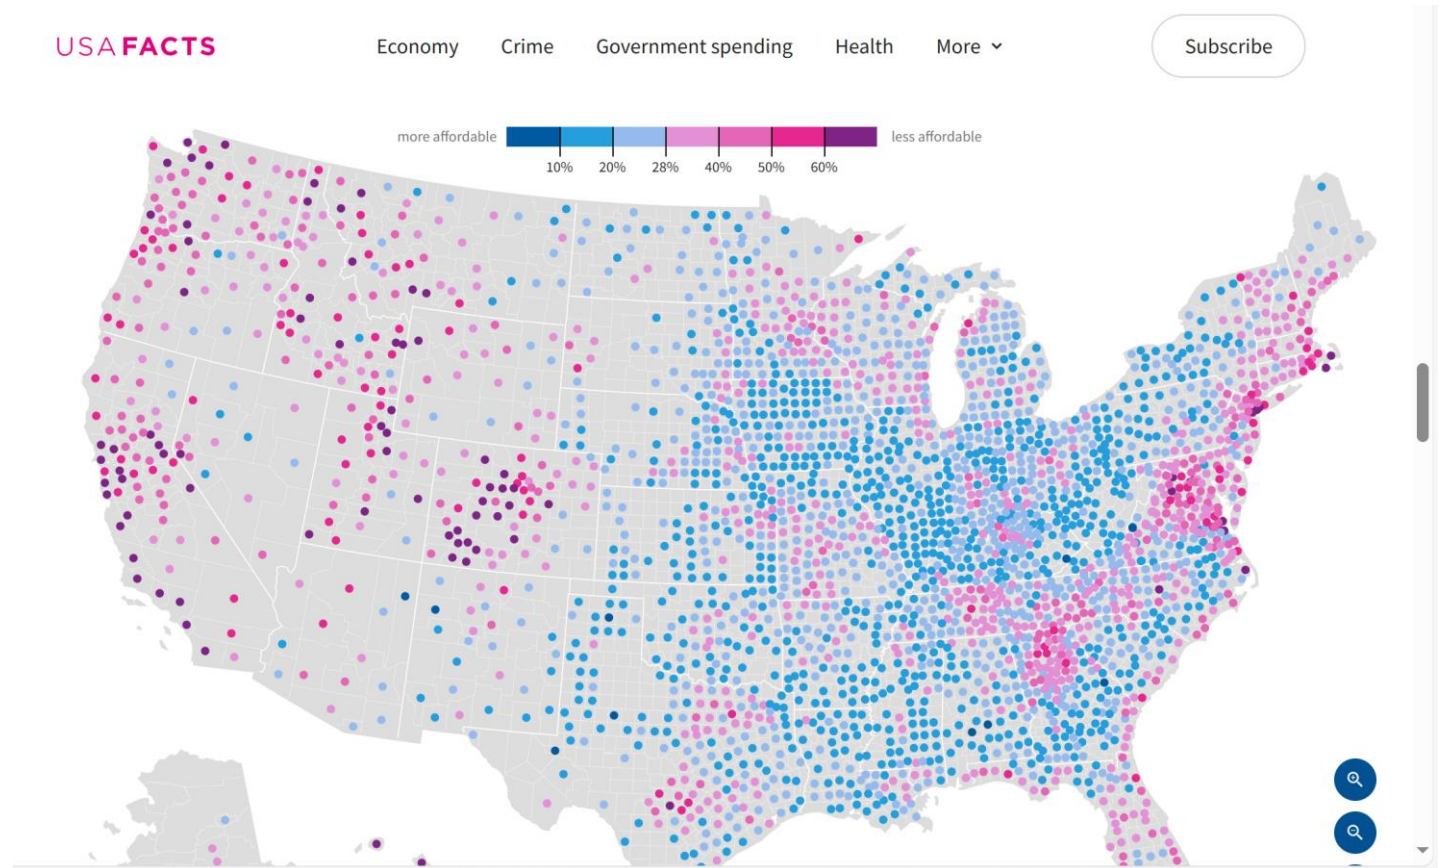 USAFACTS
Economy Crime Government spending Health More
Subscribe
more affordable less affordable
10% 20% 28% 40% 50% 60%